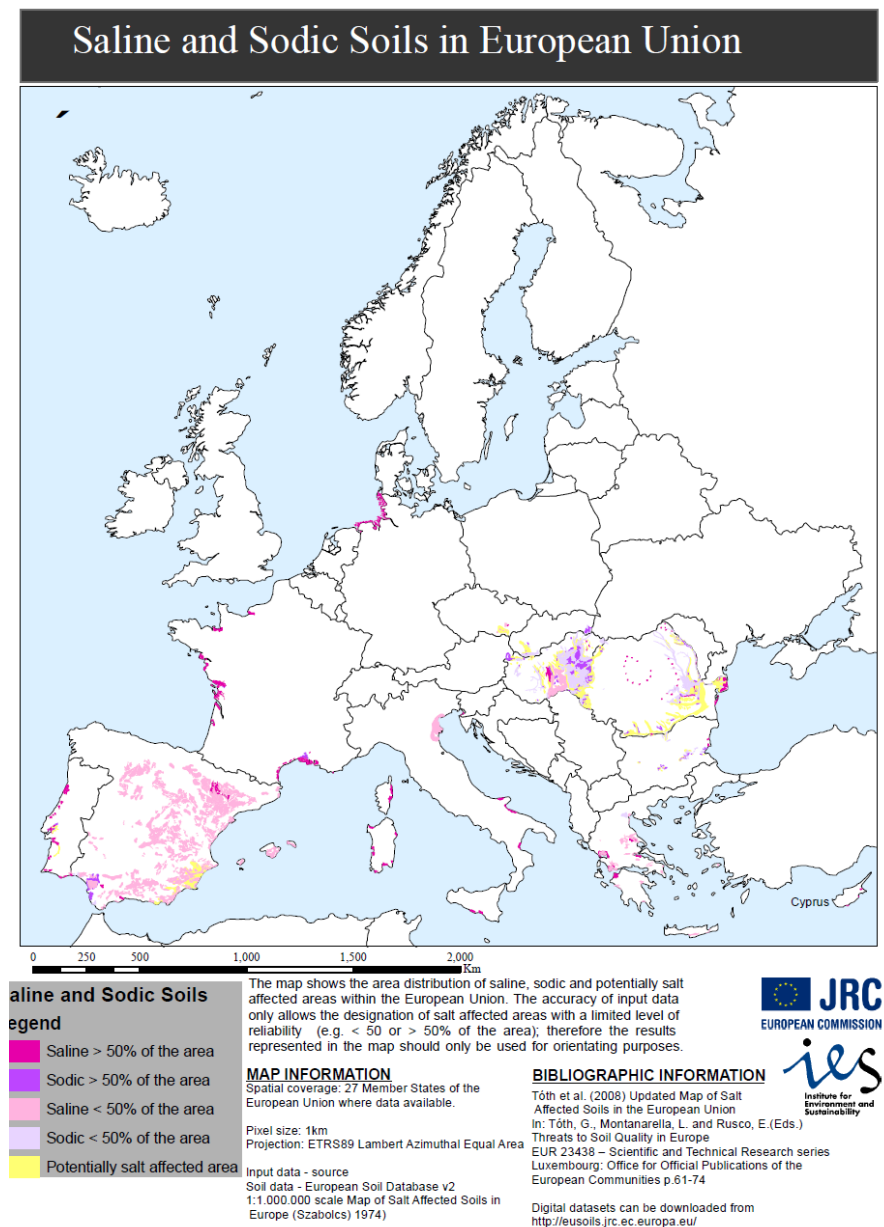 Saline and Sodic Soils in European Union
Cyprus
0 250 500 1,000 1,500 2,000
Km
aline and Sodic Soils
egend
Saline > 50% of the area
Sodic > 50% of the area
Saline < 50% of the area
Sodic < 50% of the area
Potentially salt affected area
The map shows the area distribution of saline, sodic and potentially salt
affected areas within the European Union. The accuracy of input data
only allows the designation of salt affected areas with a limited level of
reliability (e.g. < 50 or > 50% of the area); therefore the results
represented in the map should only be used for orientating purposes.
MAP INFORMATION
Spatial coverage: 27 Member States of the
European Union where data available.
Pixel size: 1km
Projection: ETRS89 Lambert Azimuthal Equal Area
Input data - source
Soil data - European Soil Database v2
1:1.000.000 scale Map of Salt Affected Soils in
Europe (Szabolcs) 1974)
BIBLIOGRAPHIC INFORMATION
Tóth et al. (2008) Updated Map of Salt
Affected Soils in the European Union
In: Tóth, G., Montanarella, L. and Rusco, E.(Eds.)
Threats to Soil Quality in Europe
EUR 23438 – Scientific and Technical Research series
Luxembourg: Office for Official Publications of the
European Communities p.61-74
Digital datasets can be downloaded from
http://eusoils.jrc.ec.europa.eu/
JRC
EUROPEAN COMMISSION
ies
Institute for
Environment and
Sustainability